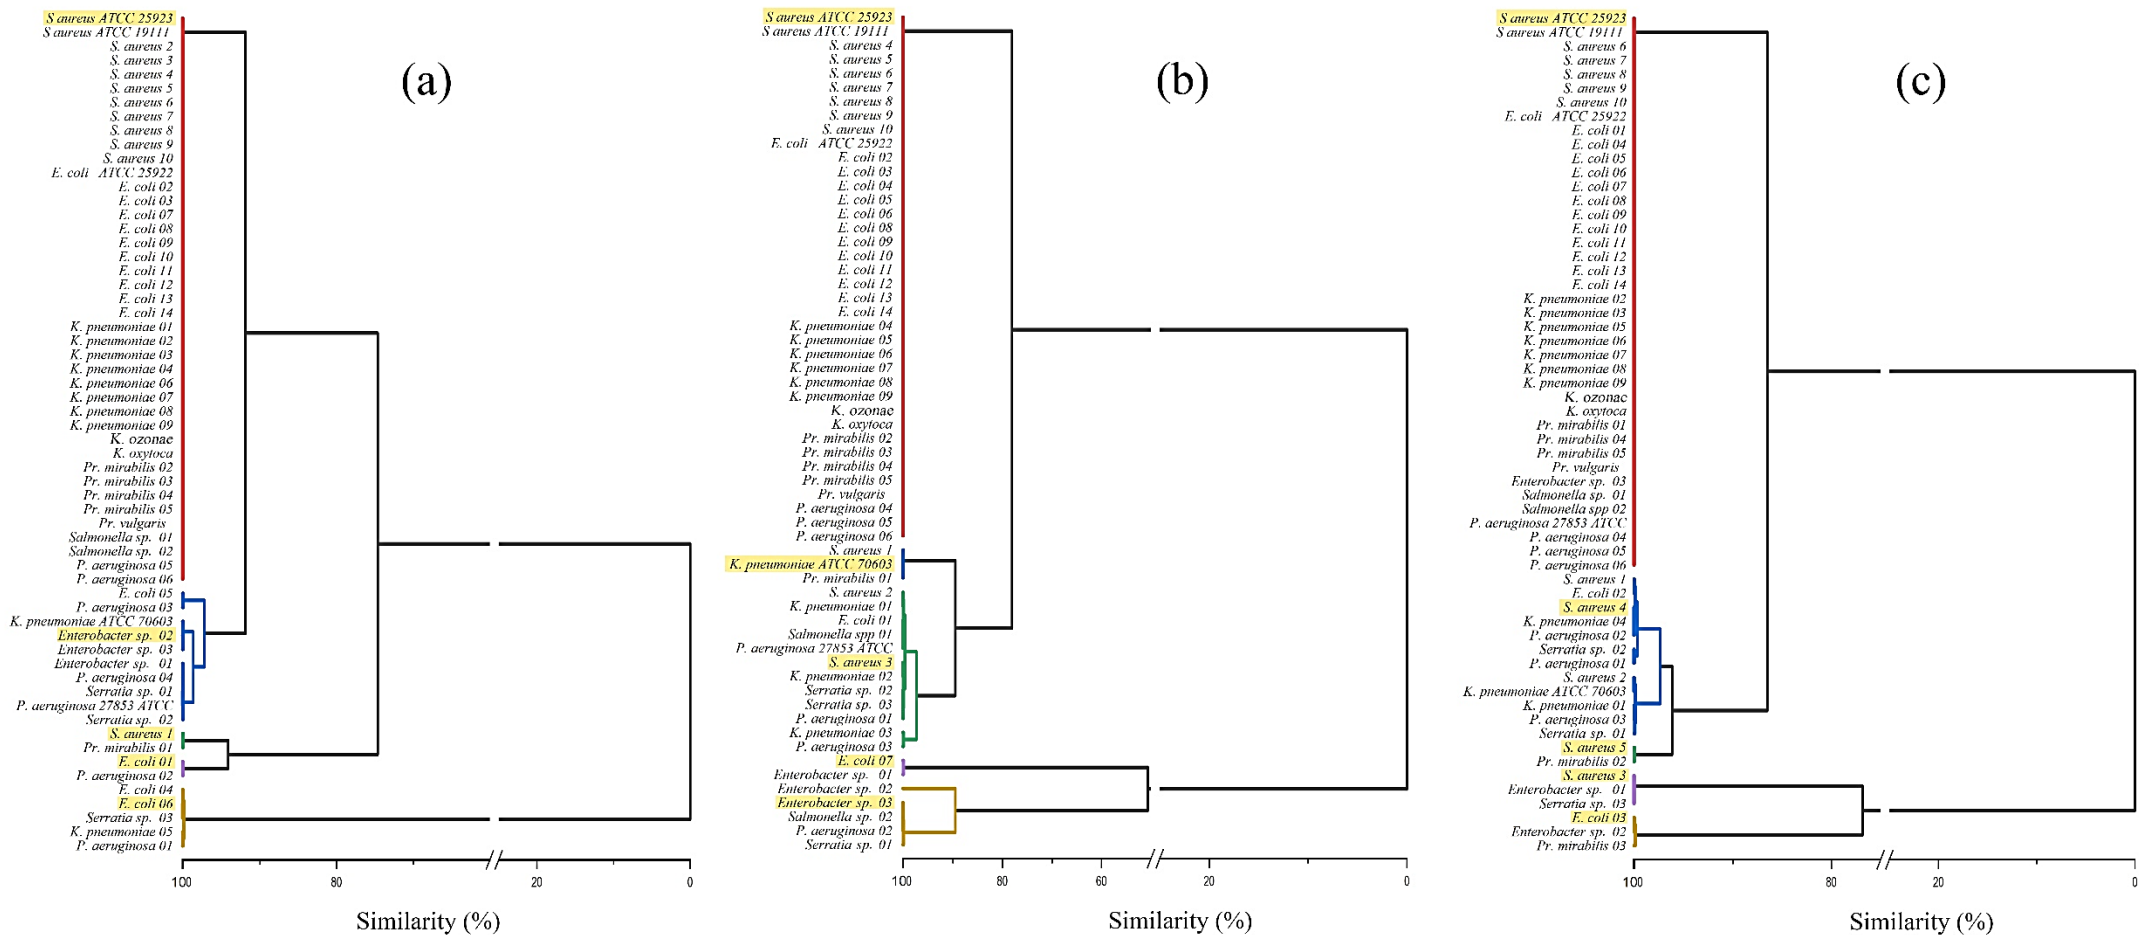 (a)
S aureus ATCC 25923
S aureus ATCC 19111
S. aureus 2
S. aureus 3
S. aureus 4
S. aureus 5
S. aureus 6
S. aureus 7
S. aureus 8
S. aureus 9
S. aureus 10
E. coli ATCC 25922
E. coli 02
E. coli 03
E. coli 07
E. coli 08
E. coli 09
E. coli 10
E. coli 11
E. coli 12
E. coli 13
E. coli 14
K. pneumoniae 01
K. pneumoniae 02
K. pneumoniae 03
K. pneumoniae 04
K. pneumoniae 06
K. pneumoniae 07
K. pneumoniae 08
K. pneumoniae 09
K. ozonae
K. oxytoca
Pr. mirabilis 02
Pr. mirabilis 03
Pr. mirabilis 04
Pr. mirabilis 05
Pr. vulgaris
Salmonella sp. 01
Salmonella sp. 02
P. aeruginosa 05
P. aeruginosa 06
E. coli 05
P. aeruginosa 03
K. pneumoniae ATCC 70603
Enterobacter sp. 02
Enterobacter sp. 03
Enterobacter sp. 01
P. aeruginosa 04
Serratia sp. 01
P. aeruginosa 27853 ATCC
Serratia sp. 02
S. aureus 1
Pr. mirabilis 01
E. coli 01
P. aeruginosa 02
E. coli 04
E. coli 06
Serratia sp. 03
K. pneumoniae 05
P. aeruginosa 01
100 80 20 0
Similarity (%)
(b)
S aureus ATCC 25923
S aureus ATCC 19111
S. aureus 4
S. aureus 5
S. aureus 6
S. aureus 7
S. aureus 8
S. aureus 9
S. aureus 10
E. coli ATCC 25922
E. coli 02
E. coli 03
E. coli 04
E. coli 05
E. coli 06
E. coli 08
E. coli 09
E. coli 10
E. coli 11
E. coli 12
E. coli 13
E. coli 14
K. pneumoniae 04
K. pneumoniae 05
K. pneumoniae 06
K. pneumoniae 07
K. pneumoniae 08
K. pneumoniae 09
K. ozonae
K. oxytoca
Pr. mirabilis 02
Pr. mirabilis 03
Pr. mirabilis 04
Pr. mirabilis 05
Pr. vulgaris
P. aeruginosa 04
P. aeruginosa 05
P. aeruginosa 06
S. aureus 1
K. pneumoniae ATCC 70603
Pr. mirabilis 01
S. aureus 2
K. pneumoniae 01
E. coli 01
Salmonella spp 01
P. aeruginosa 27853 ATCC
S. aureus 3
K. pneumoniae 02
Serratia sp. 02
Serratia sp. 03
P. aeruginosa 01
K. pneumoniae 03
P. aeruginosa 03
E. coli 07
Enterobacter sp. 01
Enterobacter sp. 02
Enterobacter sp. 03
Salmonella sp. 02
P. aeruginosa 02
Serratia sp. 01
100 80 60 20 0
Similarity (%)
(c)
S aureus ATCC 25923
S aureus ATCC 19111
S. aureus 6
S. aureus 7
S. aureus 8
S. aureus 9
S. aureus 10
E. coli ATCC 25922
E. coli 01
E. coli 04
E. coli 05
E. coli 06
E. coli 07
E. coli 08
E. coli 09
E. coli 10
E. coli 11
E. coli 12
E. coli 13
E. coli 14
K. pneumoniae 02
K. pneumoniae 03
K. pneumoniae 05
K. pneumoniae 06
K. pneumoniae 07
K. pneumoniae 08
K. pneumoniae 09
K. ozonae
K. oxytoca
Pr. mirabilis 01
Pr. mirabilis 04
Pr. mirabilis 05
Pr. vulgaris
Enterobacter sp. 03
Salmonella sp. 01
Salmonella spp 02
P. aeruginosa 27853 ATCC
P. aeruginosa 04
P. aeruginosa 05
P. aeruginosa 06
S. aureus 1
E. coli 02
S. aureus 4
K. pneumoniae 04
P. aeruginosa 02
Serratia sp. 02
P. aeruginosa 01
S. aureus 2
K. pneumoniae ATCC 70603
K. pneumoniae 01
P. aeruginosa 03
Serratia sp. 01
S. aureus 5
Pr. mirabilis 02
S. aureus 3
Enterobacter sp. 01
Serratia sp. 03
E. coli 03
Enterobacter sp. 02
Pr. mirabilis 03
100 80 20 0
Similarity (%)